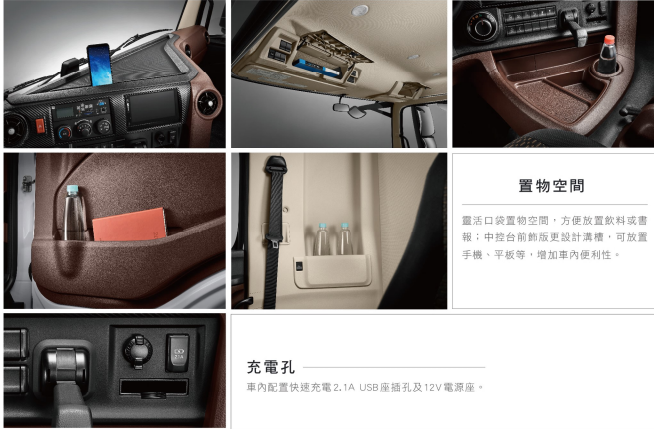 置物空間
靈活口袋置物空間，方便放置飲料或書
報；中控台前飾版更設計溝槽，可放置
手機、平板等，增加車內便利性。
2.1A
充電孔
車內配置快速充電2.1A USB座插孔及12V電源座。